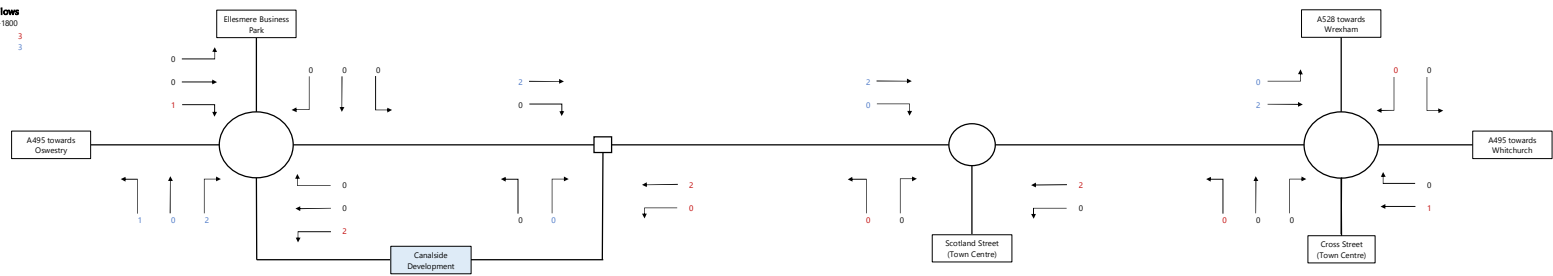 lows
1800
3
3
Ellesmere Business
Park
A528 towards
Wrexham
0
0
1
0 0 0
2
0
2
0
0
2
0 0
A495 towards
Oswestry
A495 towards
Whitchurch
1 0 2
0
0
2
0 0
2
0
0 0
2
0
0 0 0
0
1
Canalside
Development
Scotland Street
(Town Centre)
Cross Street
(Town Centre)